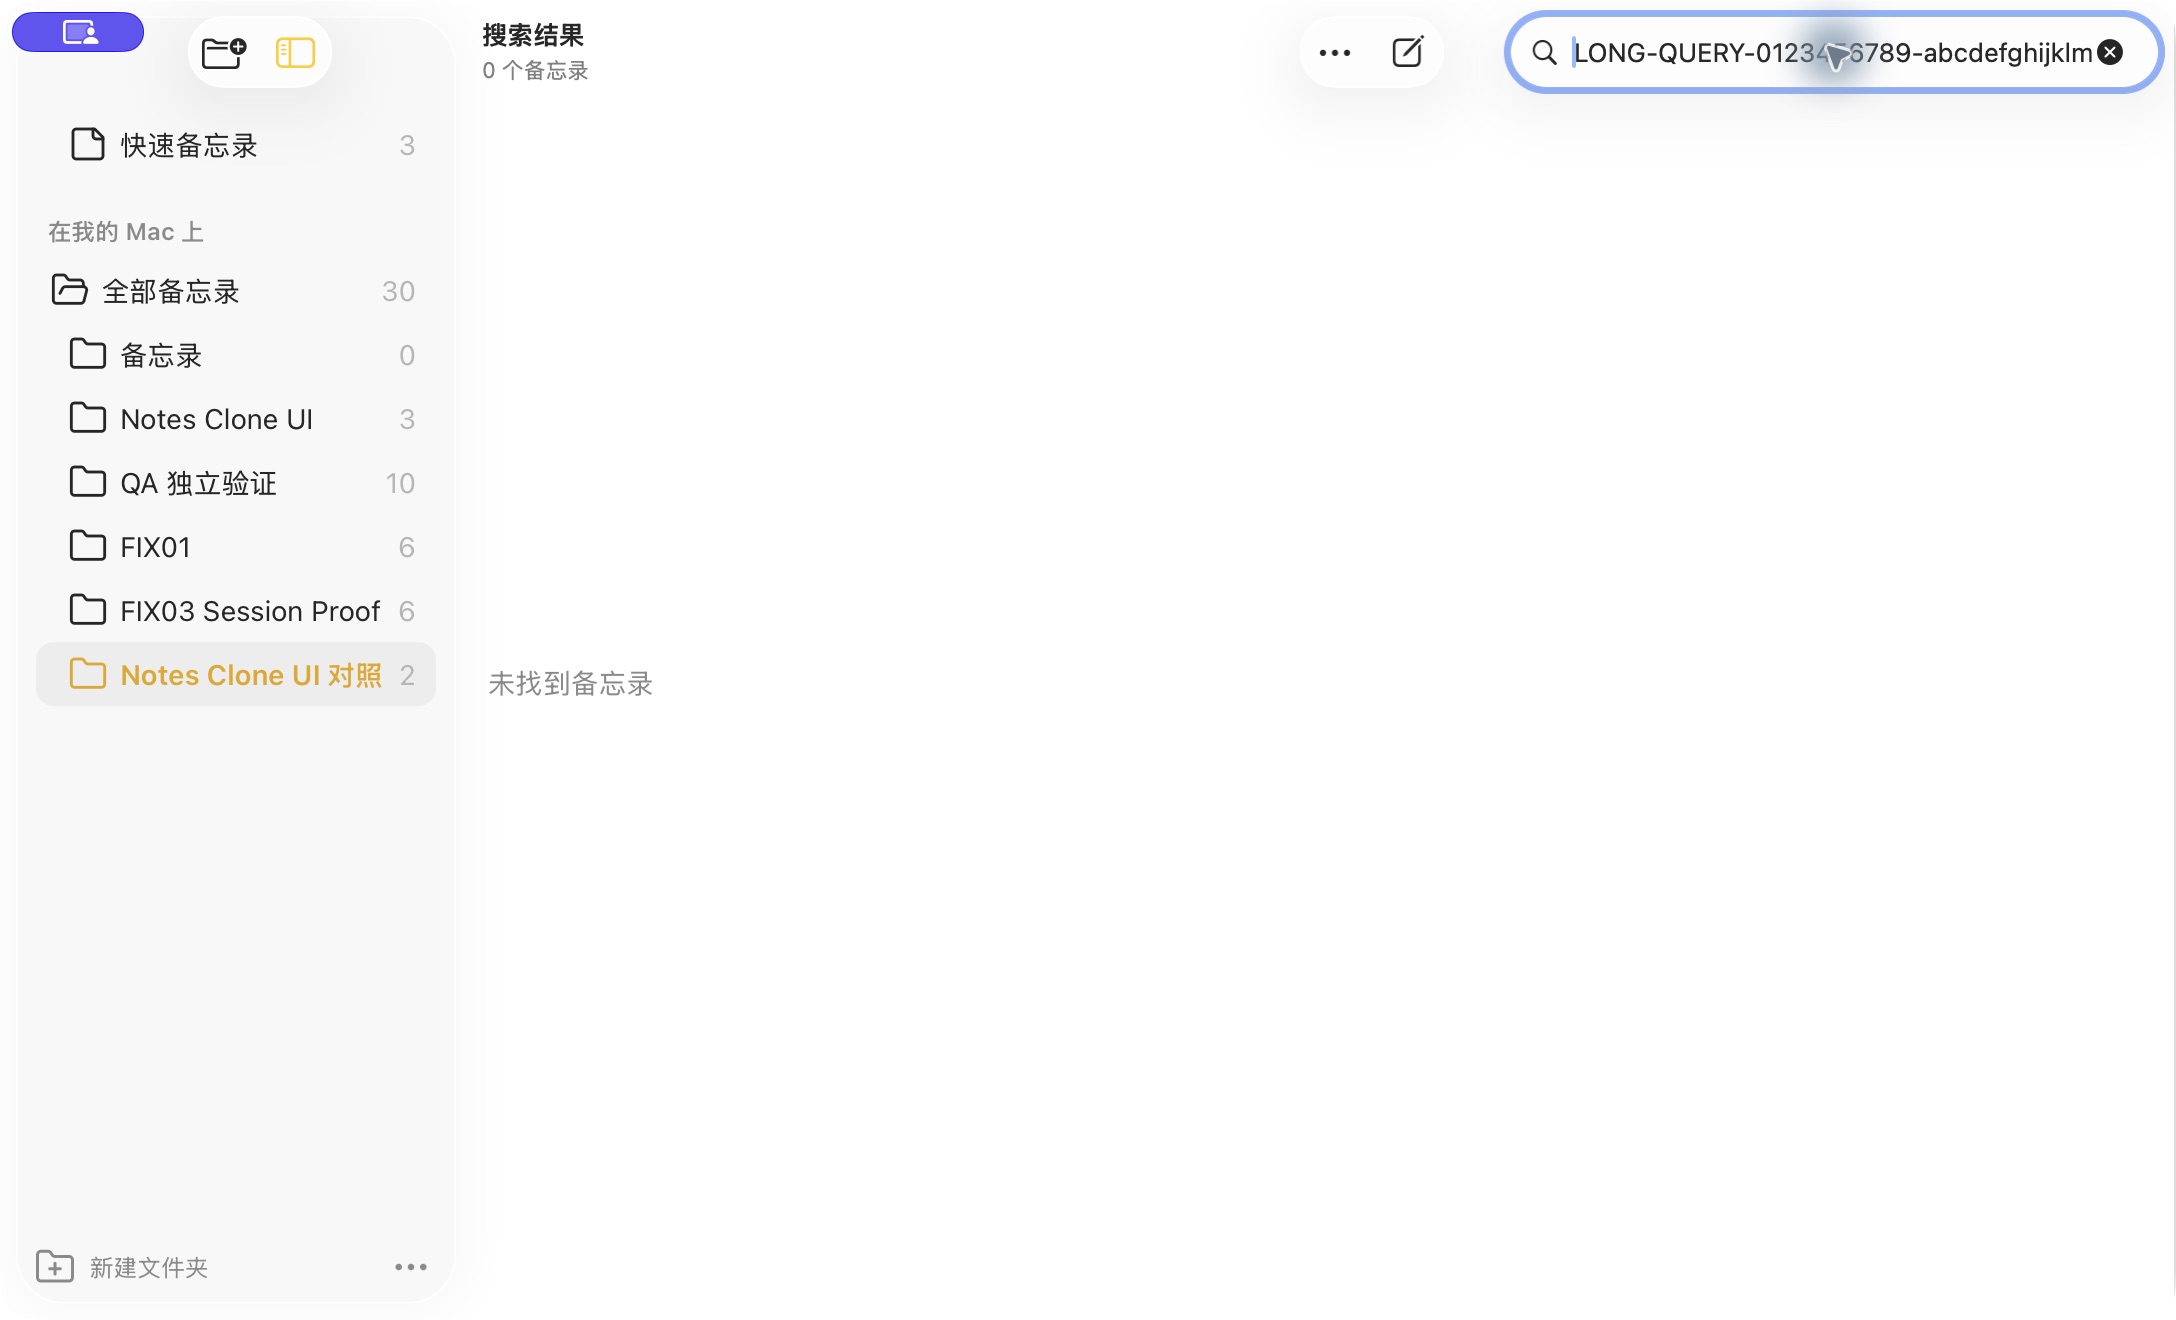 搜索结果
0 个备忘录
LONG-QUERY-0123456789-abcdefghijklm
快速备忘录 3
在我的 Mac 上
全部备忘录 30
备忘录 0
Notes Clone UI 3
QA 独立验证 10
FIX01 6
FIX03 Session Proof 6
Notes Clone UI 对照 2
未找到备忘录
新建文件夹